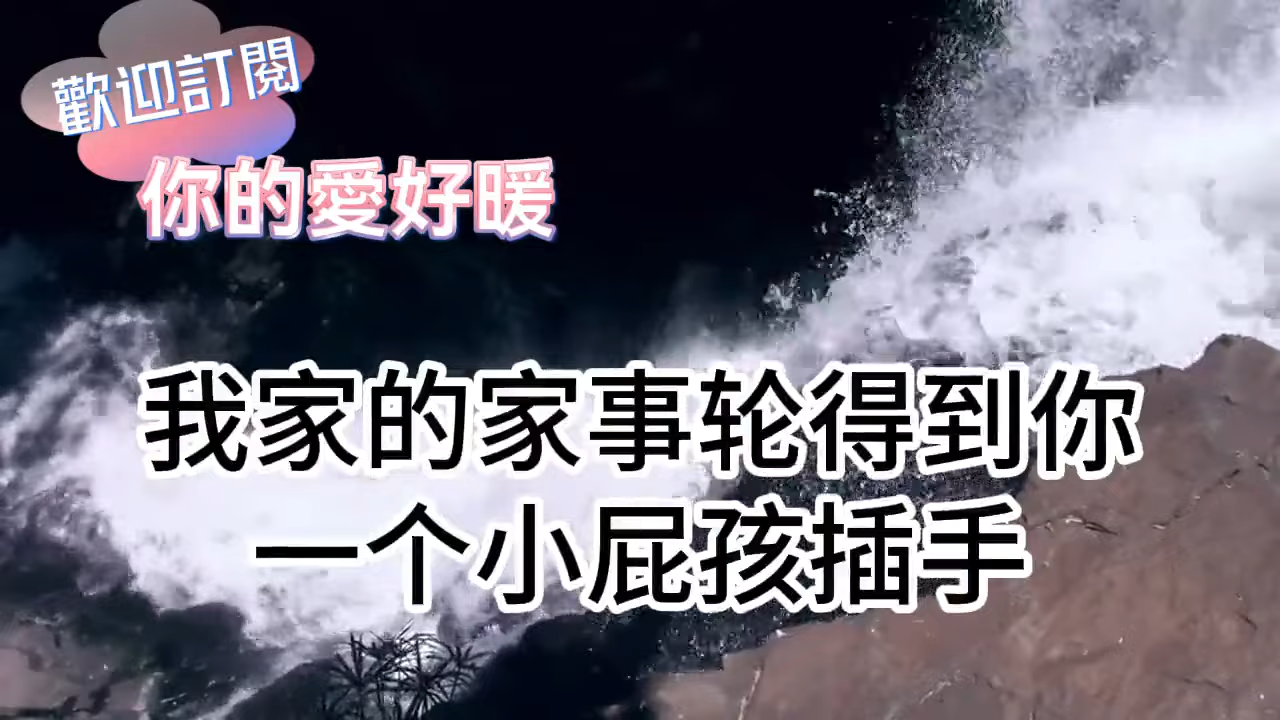 歡迎訂閱
你的愛好暖
我家的家事轮得到你
一个小屁孩插手